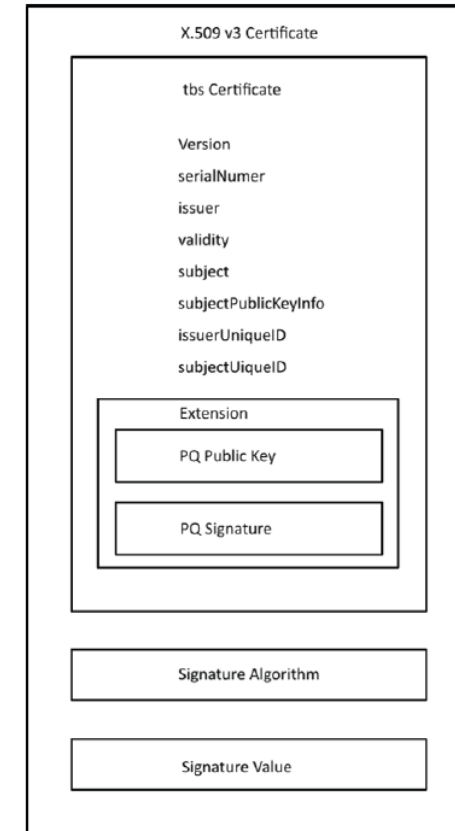 X.509 v3 Certificate
tbs Certificate
Version
serialNumer
issuer
validity
subject
subjectPublicKeyInfo
issuerUniqueID
subjectUiqueID
Extension
PQ Public Key
PQ Signature
Signature Algorithm
Signature Value